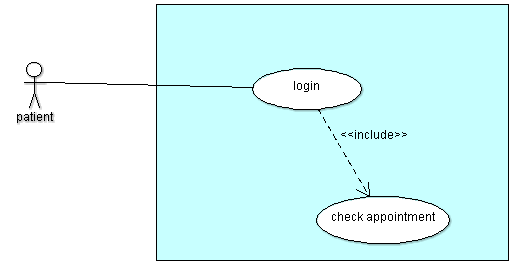 login
patient
<<include>>
check appointment